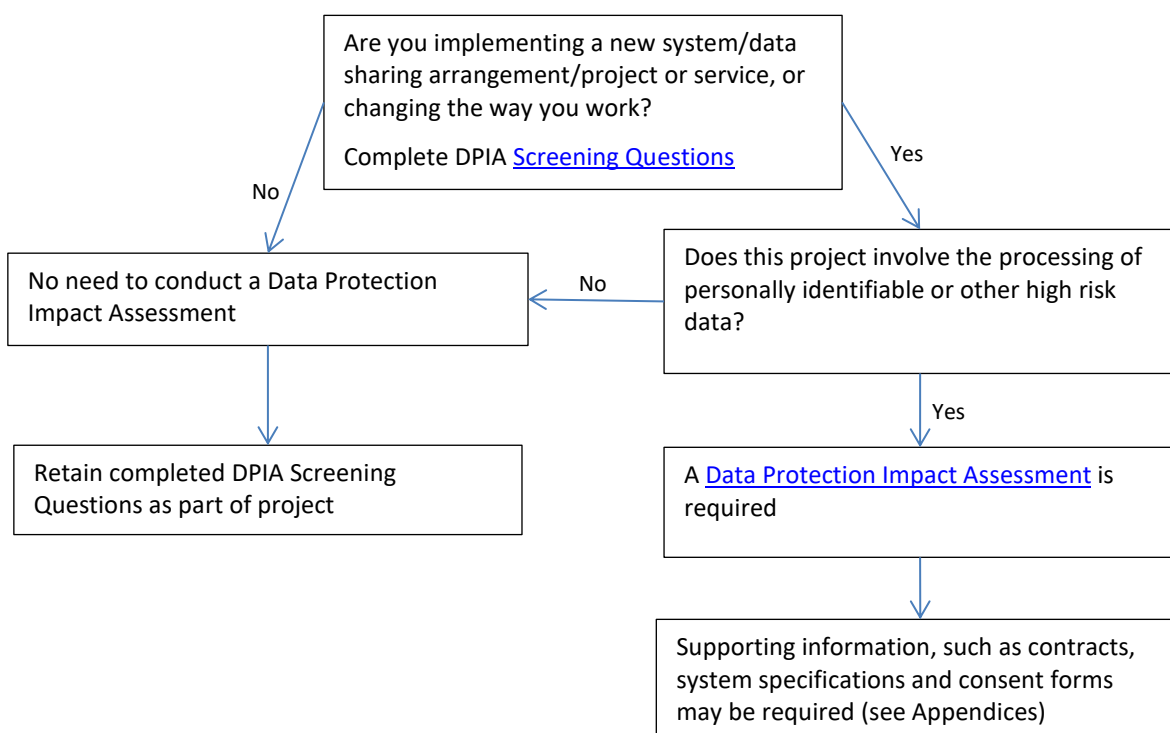 Are you implementing a new system/data
sharing arrangement/project or service, or
changing the way you work?
Complete DPIA Screening Questions
No
Yes
No need to conduct a Data Protection
Impact Assessment
No
Does this project involve the processing of
personally identifiable or other high risk
data?
Yes
Retain completed DPIA Screening
Questions as part of project
A Data Protection Impact Assessment is
required
Supporting information, such as contracts,
system specifications and consent forms
may be required (see Appendices)